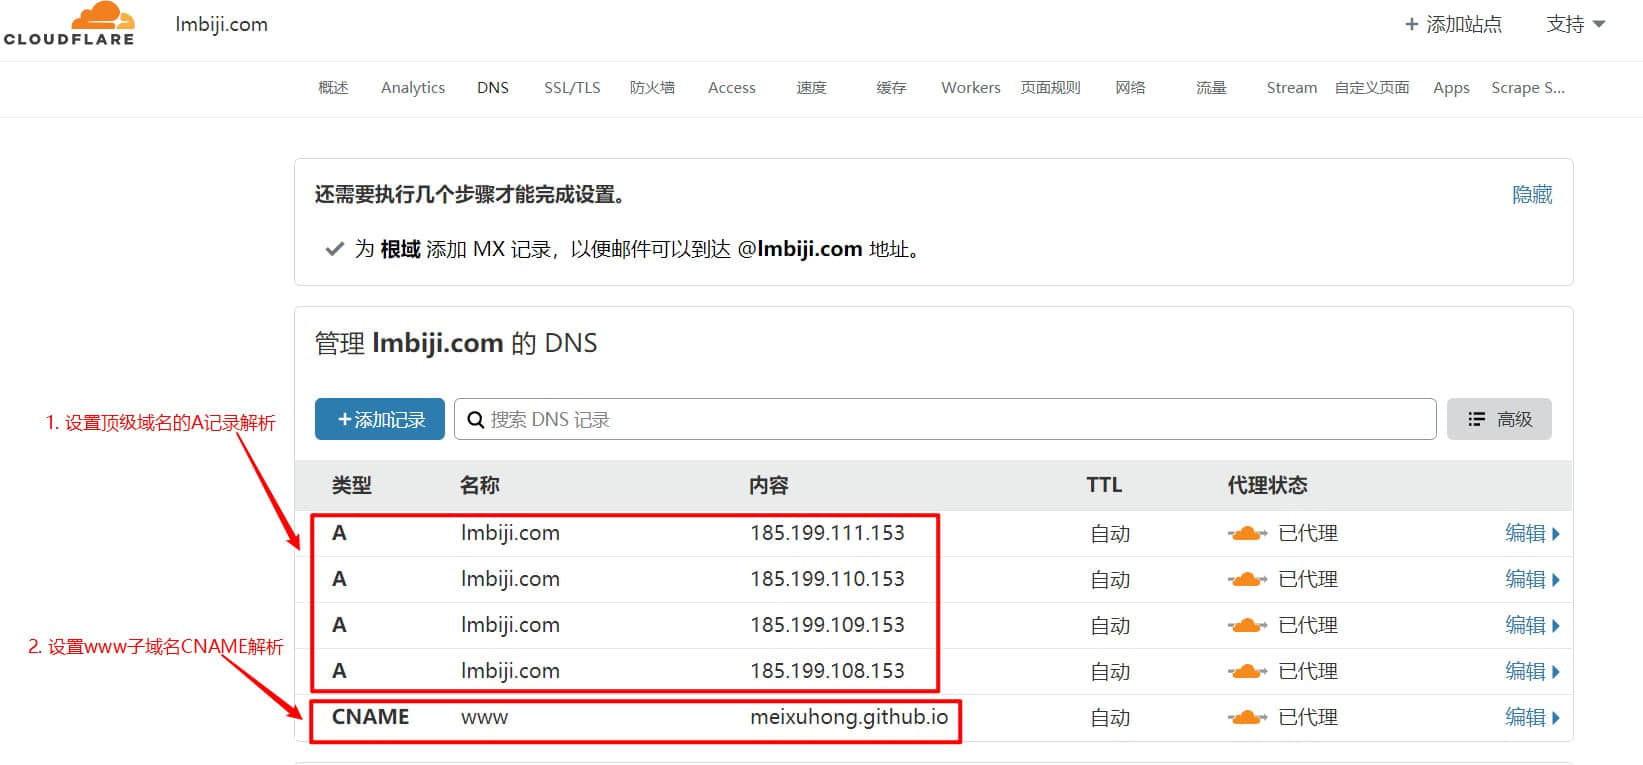 CLOUDFLARE
lmbiji.com
+ 添加站点 支持
概述 Analytics DNS SSL/TLS 防火墙 Access 速度 缓存 Workers 页面规则 网络 流量 Stream 自定义页面 Apps Scrape S...
还需要执行几个步骤才能完成设置。 隐藏
为 根域 添加 MX 记录，以便邮件可以到达 @lmbiji.com 地址。
管理 lmbiji.com 的 DNS
+添加记录 搜索 DNS 记录 高级
1. 设置顶级域名的A记录解析
类型 名称 内容 TTL 代理状态
A lmbiji.com 185.199.111.153 自动 已代理 编辑
A lmbiji.com 185.199.110.153 自动 已代理 编辑
A lmbiji.com 185.199.109.153 自动 已代理 编辑
2. 设置www子域名CNAME解析
A lmbiji.com 185.199.108.153 自动 已代理 编辑
CNAME www meixuhong.github.io 自动 已代理 编辑